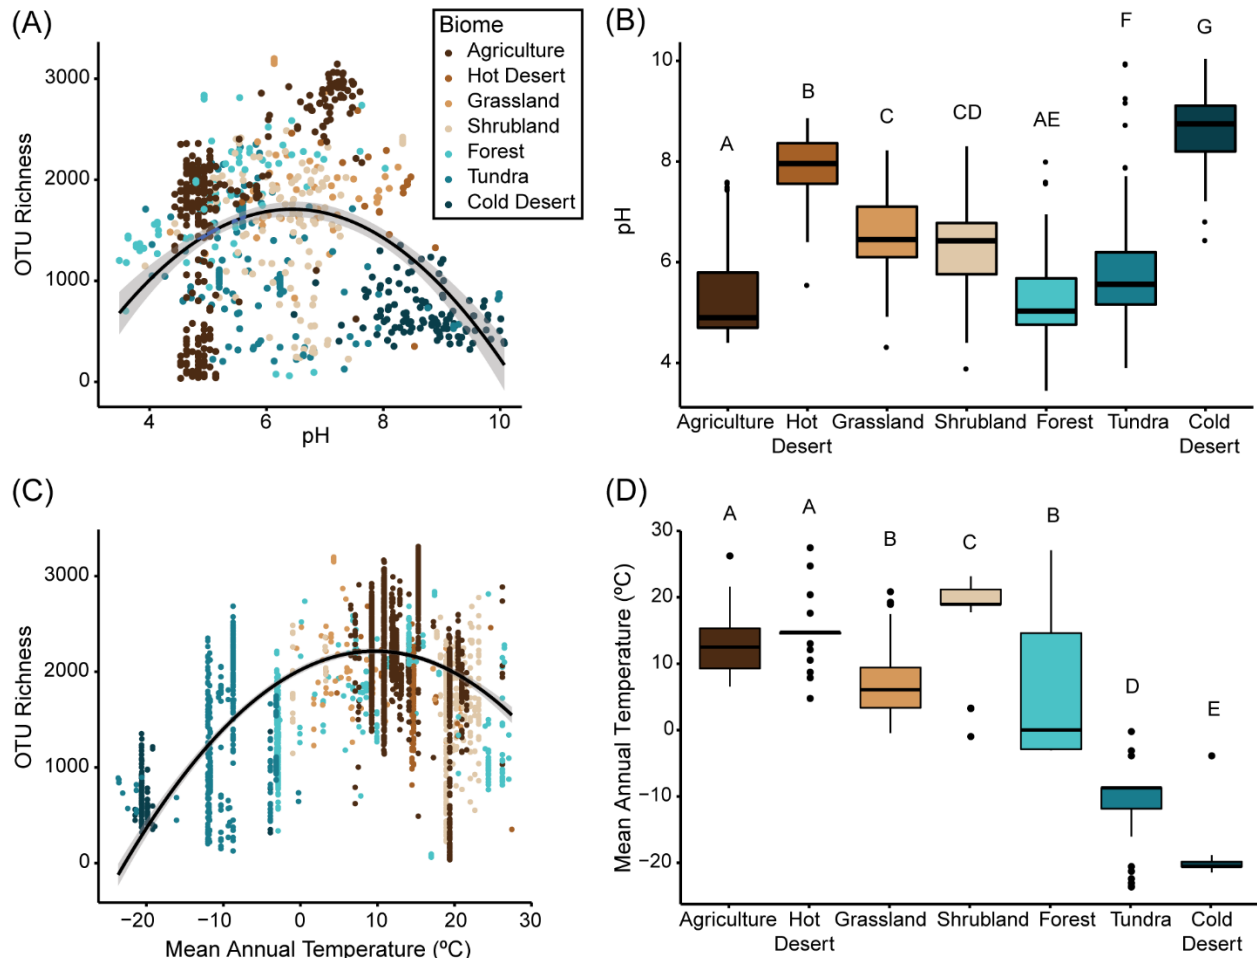 (A)
Biome
Agriculture
Hot Desert
Grassland
Shrubland
Forest
Tundra
Cold Desert
3000
2000
1000
0
OTU Richness
4 6 8 10
pH
(B)
A B C CD AE F G
10
8
6
4
pH
Agriculture Hot Desert Grassland Shrubland Forest Tundra Cold Desert
(C)
3000
2000
1000
0
OTU Richness
−20 −10 0 10 20 30
Mean Annual Temperature (ºC)
(D)
A A B C B D E
30
20
10
0
−10
−20
Mean Annual Temperature (ºC)
Agriculture Hot Desert Grassland Shrubland Forest Tundra Cold Desert